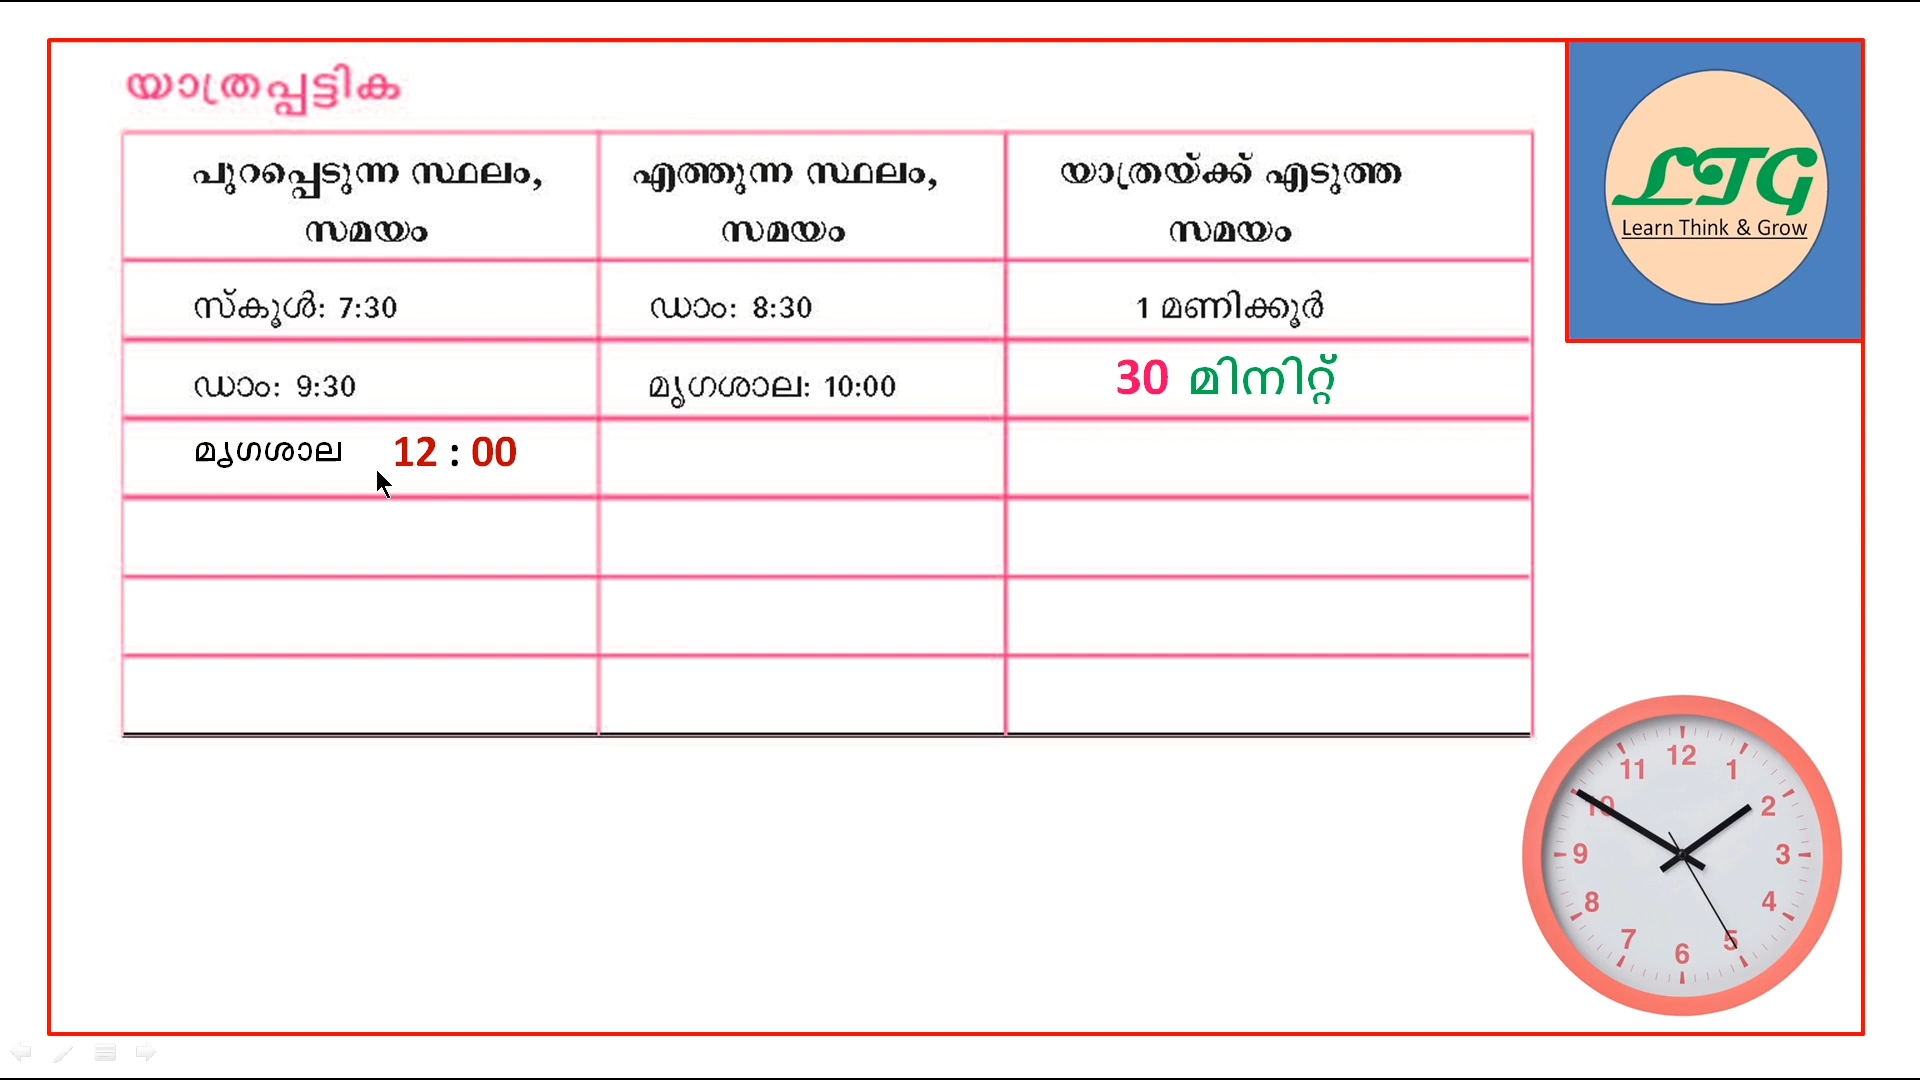 യാത്രപ്പട്ടിക
പുറപ്പെടുന്ന സ്ഥലം, സമയം
എത്തുന്ന സ്ഥലം, സമയം
യാത്രയ്ക്ക് എടുത്ത സമയം
സ്കൂൾ: 7:30 ഡാം: 8:30 1 മണിക്കൂർ
ഡാം: 9:30 മൃഗശാല: 10:00 30 മിനിറ്റ്
മൃഗശാല 12 : 00
LTG
Learn Think & Grow
12
11 1
10 2
9 3
8 4
7 5
6